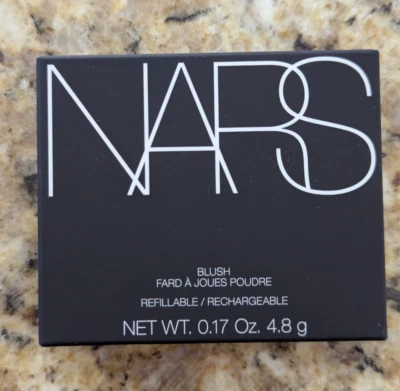 NARS
BLUSH
FARD À JOUES POUDRE
REFILLABLE / RECHARGEABLE
NET WT. 0.17 Oz. 4.8 g